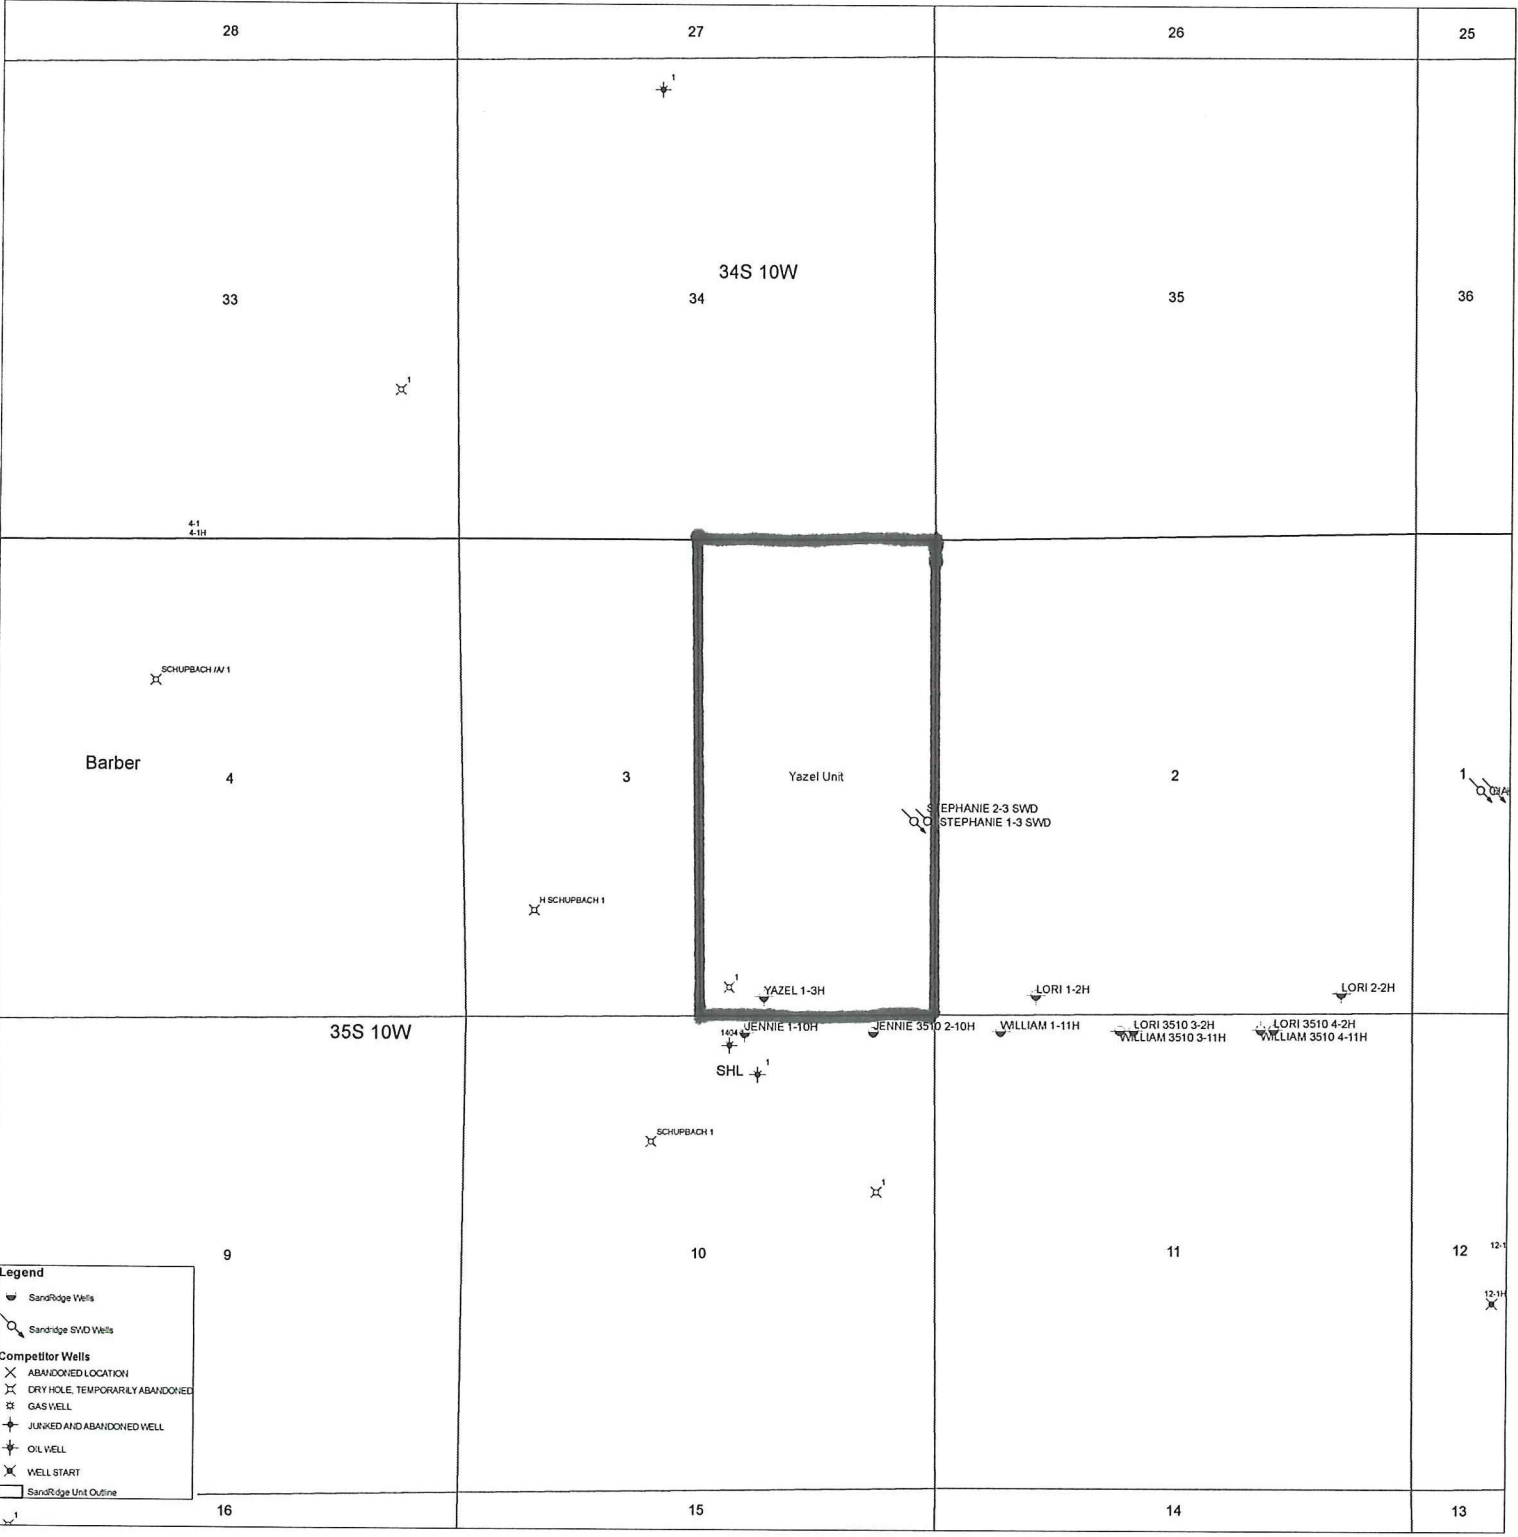 28
27
26
25
1
34S 10W
33
34
35
36
1
4-1
4-1H
SCHUPBACH /A/ 1
Barber
4
3
Yazel Unit
2
1
STEPHANIE 2-3 SWD
STEPHANIE 1-3 SWD
H SCHUPBACH 1
1
YAZEL 1-3H
LORI 1-2H
LORI 2-2H
35S 10W
1404
JENNIE 1-10H
JENNIE 3510 2-10H
WILLIAM 1-11H
LORI 3510 3-2H
WILLIAM 3510 3-11H
LORI 3510 4-2H
WILLIAM 3510 4-11H
SHL
1
SCHUPBACH 1
1
9
10
11
12
12-1
12-1H
Legend
SandRidge Wells
Sandridge SWD Wells
Competitor Wells
ABANDONED LOCATION
DRY HOLE, TEMPORARILY ABANDONED
GAS WELL
JUNKED AND ABANDONED WELL
OIL WELL
WELL START
SandRidge Unit Outline
16
15
14
13
1